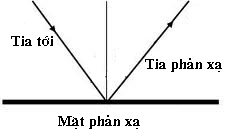 Tia tới
Tia phản xạ
Mặt phản xạ